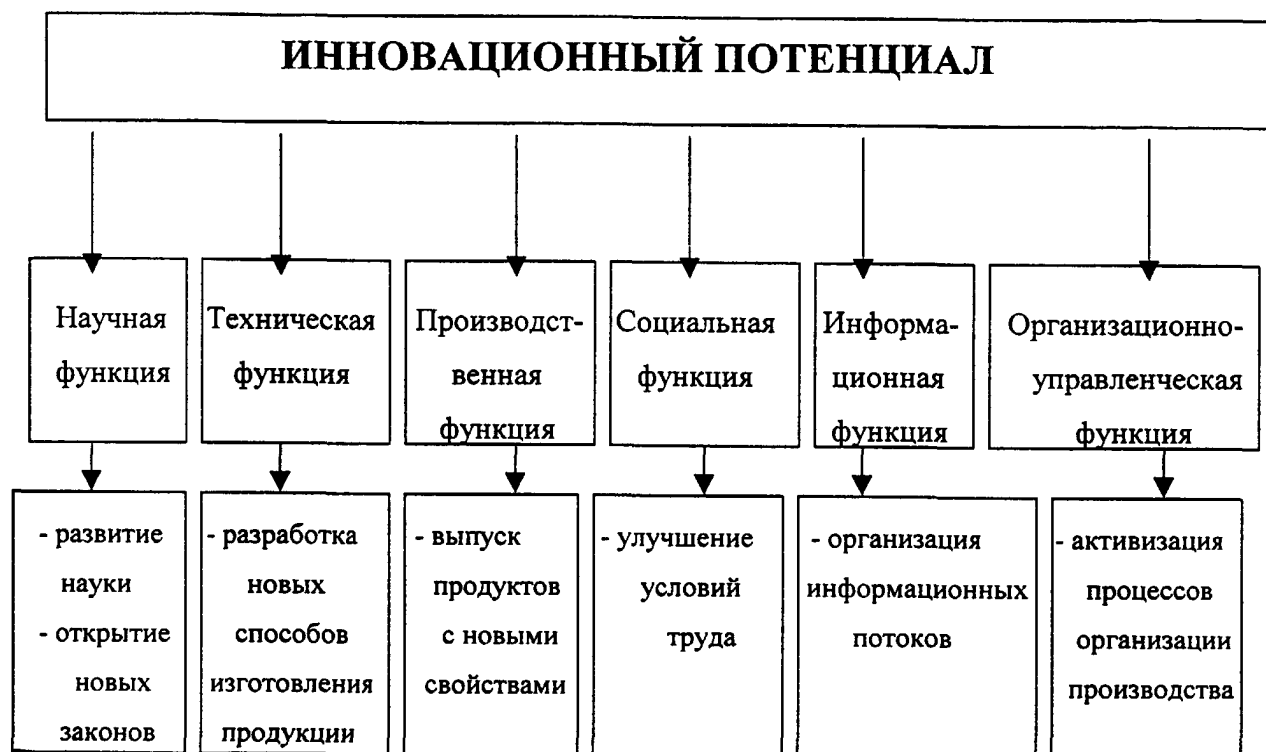 ИННОВАЦИОННЫЙ ПОТЕНЦИАЛ
Научная
функция
Техническая
функция
Производст-
венная
функция
Социальная
функция
Информа-
ционная
функция
Организационно-
управленческая
функция
- развитие
науки
- открытие
новых
законов
- разработка
новых
способов
изготовления
продукции
- выпуск
продуктов
с новыми
свойствами
- улучшение
условий
труда
- организация
информационных
потоков
- активизация
процессов
организации
производства